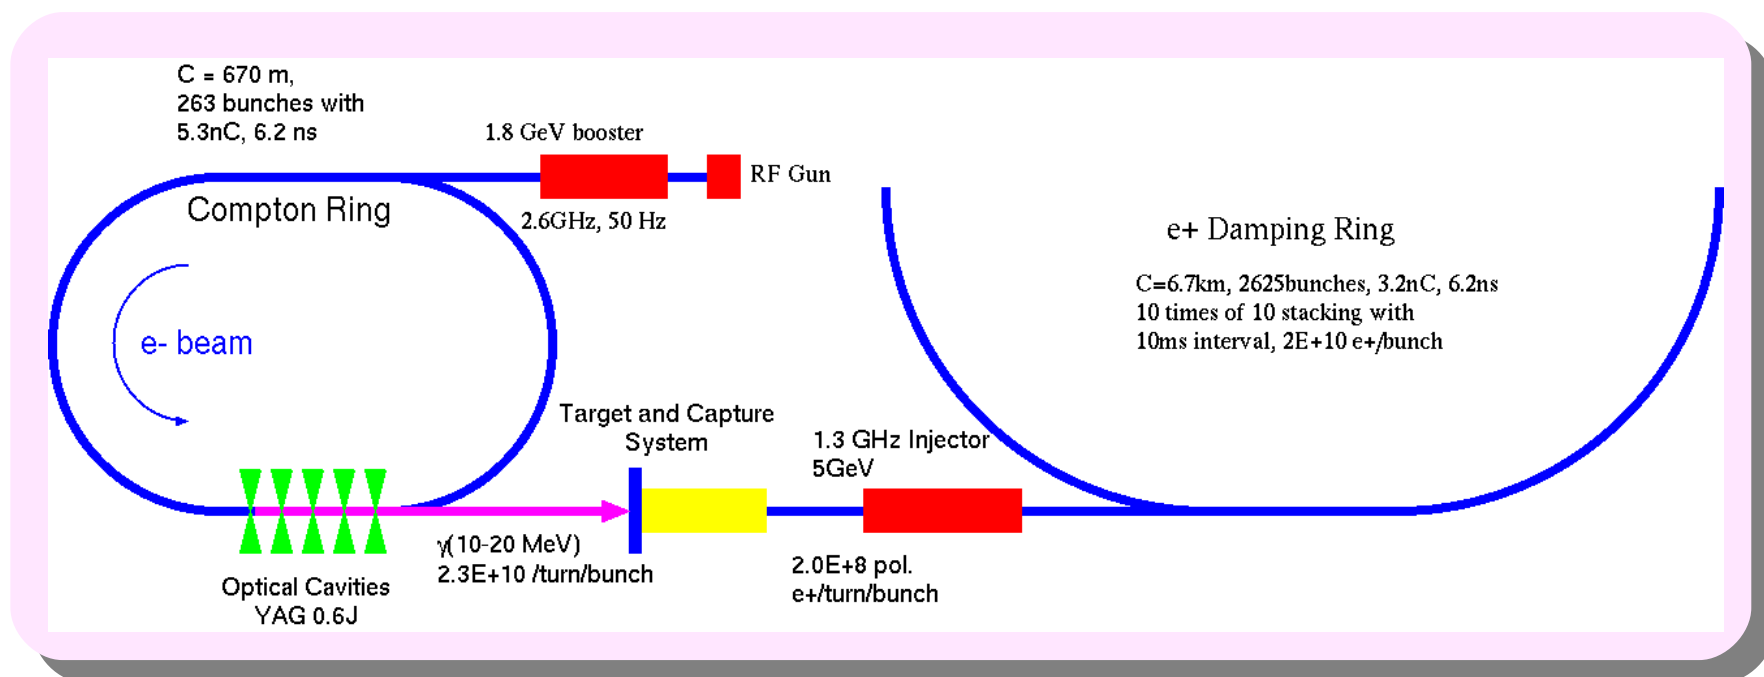 C = 670 m,
263 bunches with
5.3nC, 6.2 ns
1.8 GeV booster
RF Gun
2.6GHz, 50 Hz
Compton Ring
e- beam
e+ Damping Ring
C=6.7km, 2625bunches, 3.2nC, 6.2ns
10 times of 10 stacking with
10ms interval, 2E+10 e+/bunch
Target and Capture
System
1.3 GHz Injector
5GeV
γ(10-20 MeV)
2.3E+10 /turn/bunch
2.0E+8 pol.
e+/turn/bunch
Optical Cavities
YAG 0.6J